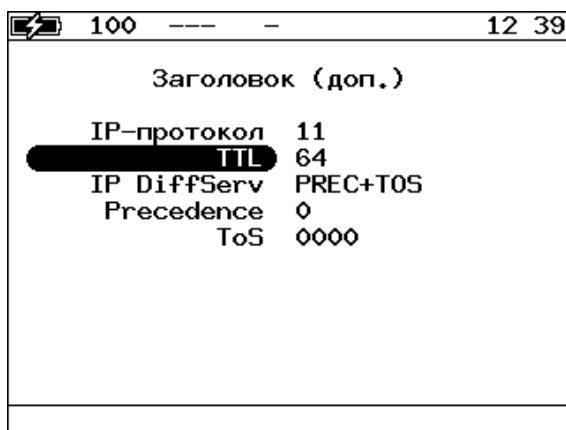 100 --- - 12 39
Заголовок (доп.)
IP-протокол 11
TTL 64
IP DiffServ PREC+TOS
Precedence 0
ToS 0000